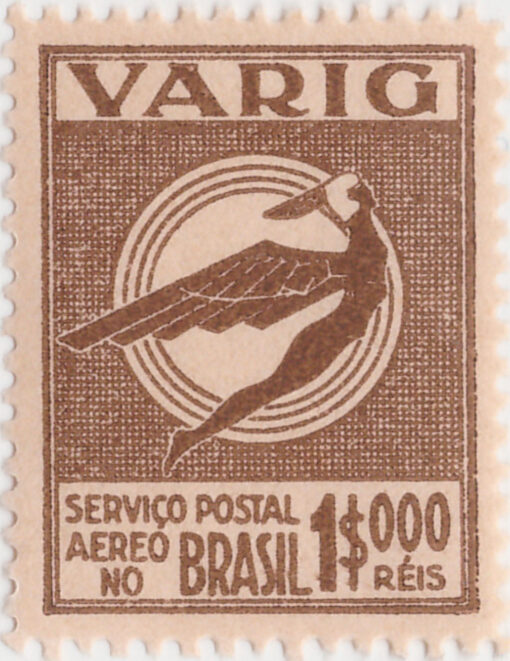 VARIG
SERVIÇO POSTAL
AEREO
NO BRASIL 1$000
RÉIS